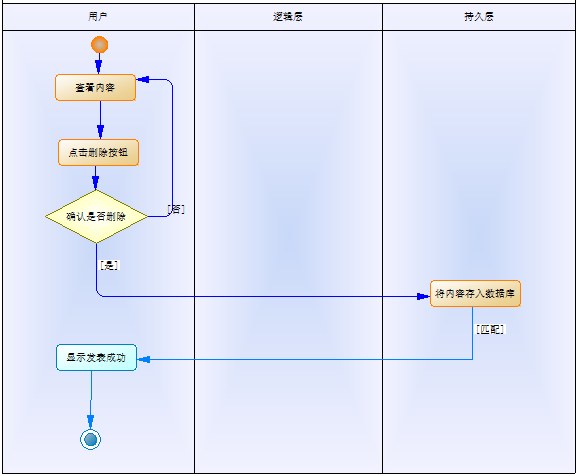 用户
逻辑层
持久层
查看内容
点击删除按钮
确认是否删除
[否]
[是]
将内容存入数据库
[匹配]
显示发表成功